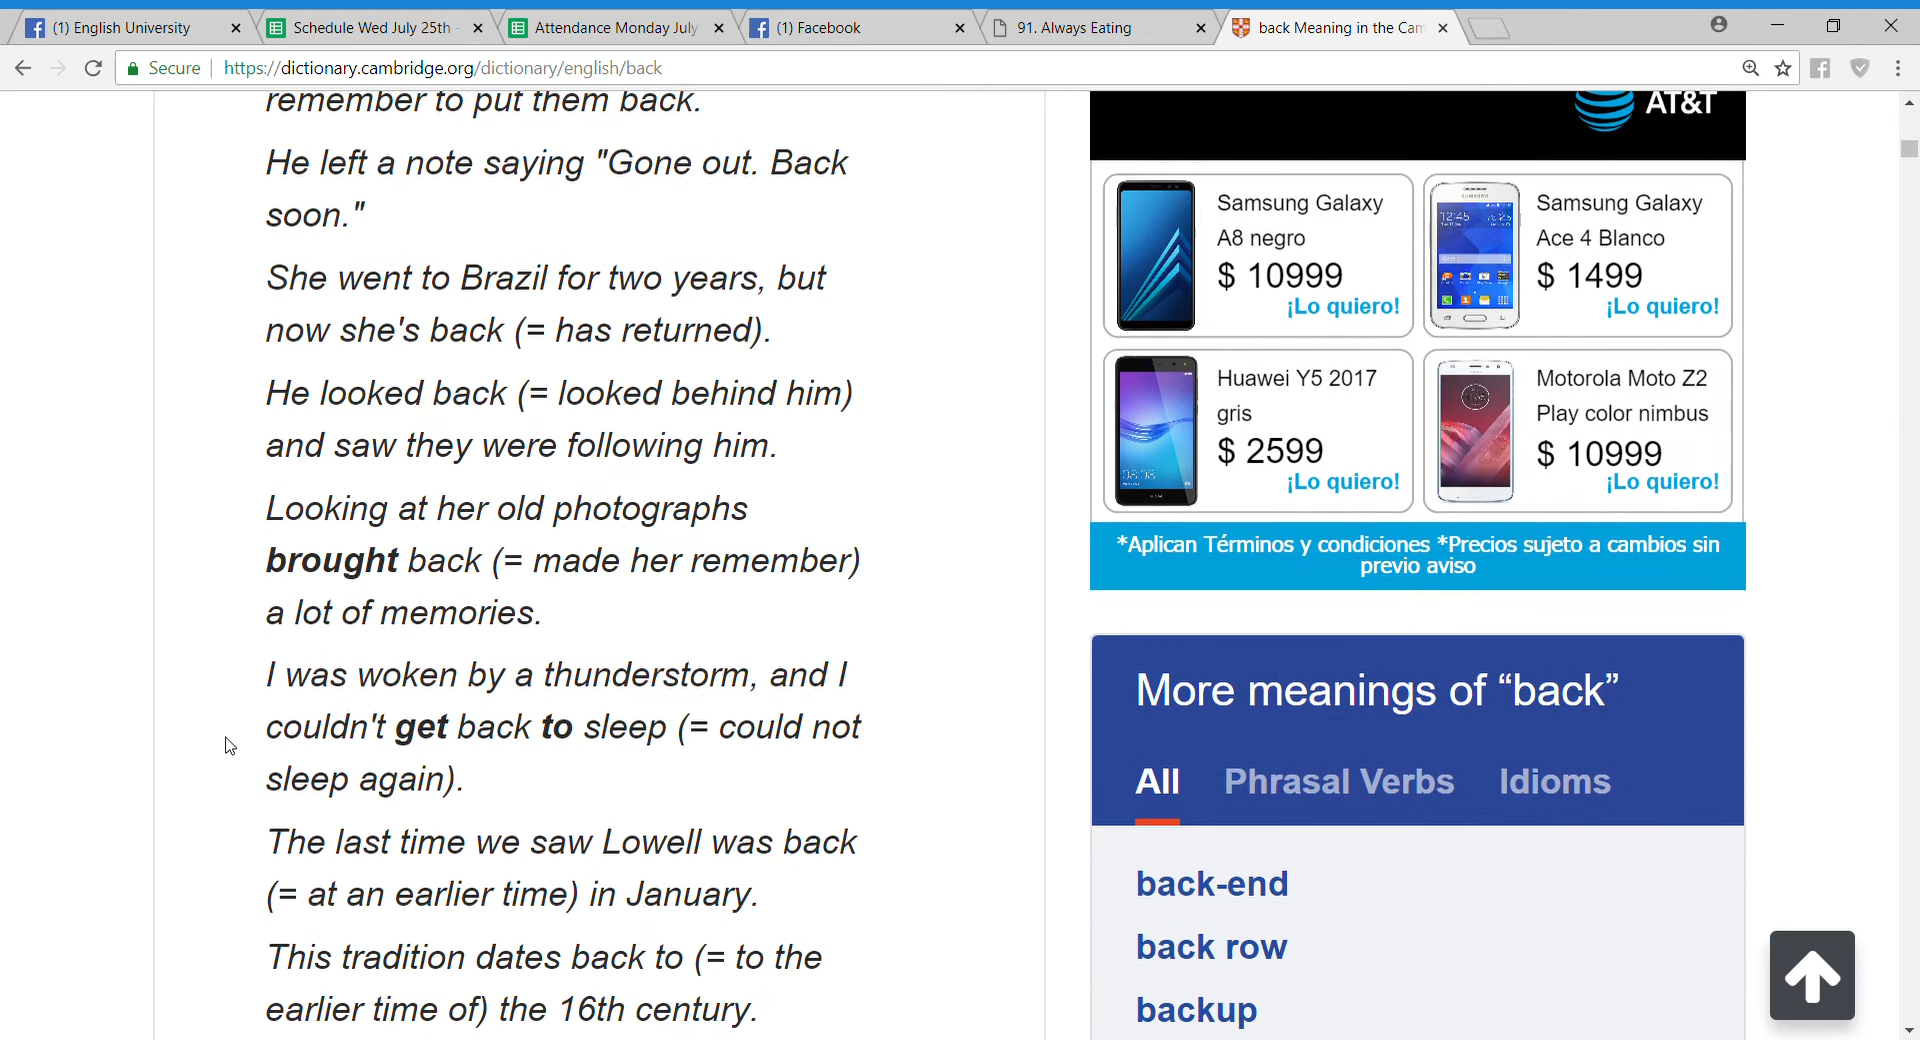 (1) English University
Schedule Wed July 25th -
Attendance Monday July
(1) Facebook
91. Always Eating
back Meaning in the Cam
Secure
https://dictionary.cambridge.org/dictionary/english/back
remember to put them back.
He left a note saying "Gone out. Back
soon."
She went to Brazil for two years, but
now she's back (= has returned).
He looked back (= looked behind him)
and saw they were following him.
Looking at her old photographs
brought back (= made her remember)
a lot of memories.
I was woken by a thunderstorm, and I
couldn't get back to sleep (= could not
sleep again).
The last time we saw Lowell was back
(= at an earlier time) in January.
This tradition dates back to (= to the
earlier time of) the 16th century.
AT&T
Samsung Galaxy
A8 negro
$ 10999
¡Lo quiero!
SAMSUNG
12:45
Samsung Galaxy
Ace 4 Blanco
$ 1499
¡Lo quiero!
08:08
Huawei Y5 2017
gris
$ 2599
¡Lo quiero!
Motorola Moto Z2
Play color nimbus
$ 10999
¡Lo quiero!
*Aplican Términos y condiciones *Precios sujeto a cambios sin
previo aviso
More meanings of “back”
All
Phrasal Verbs
Idioms
back-end
back row
backup